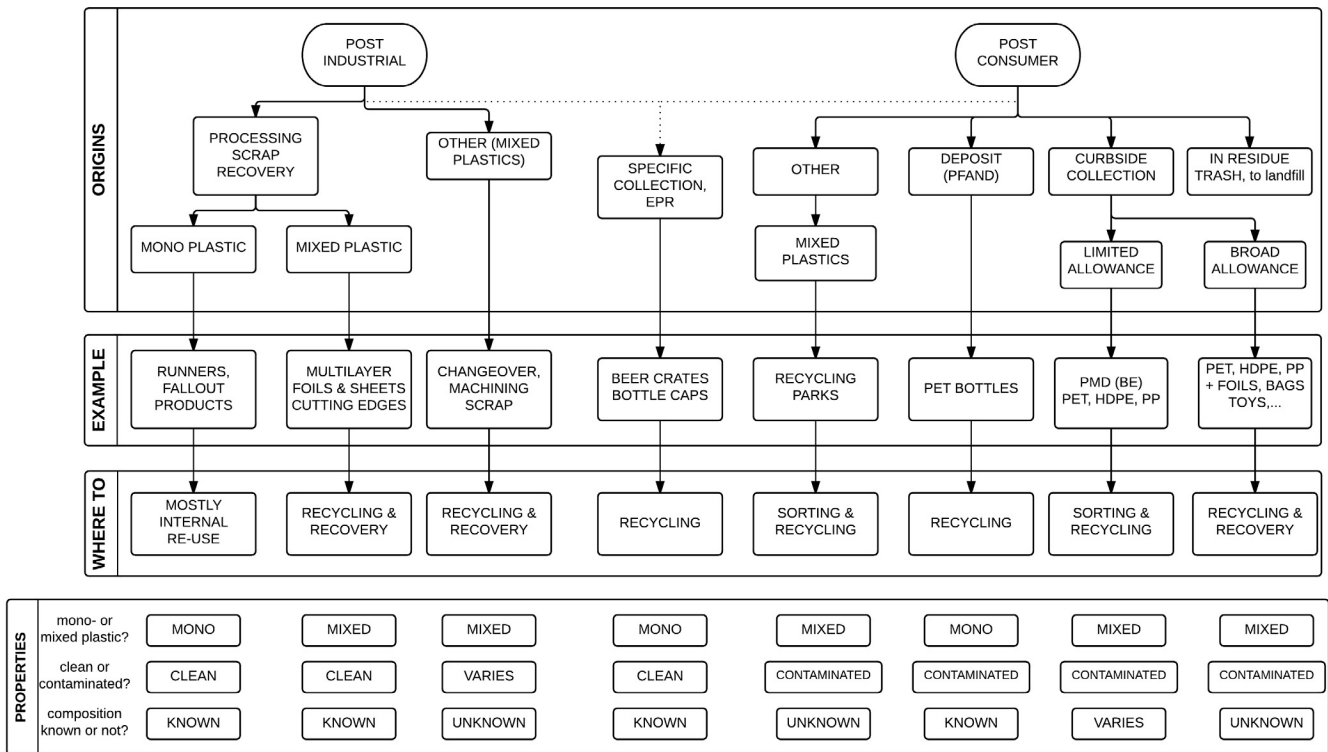 ORIGINS
POST
INDUSTRIAL
POST
CONSUMER
PROCESSING
SCRAP
RECOVERY
OTHER (MIXED
PLASTICS)
SPECIFIC
COLLECTION,
EPR
OTHER
DEPOSIT
(PFAND)
CURBSIDE
COLLECTION
IN RESIDUE
TRASH, to landfill
MONO PLASTIC
MIXED PLASTIC
MIXED
PLASTICS
LIMITED
ALLOWANCE
BROAD
ALLOWANCE
EXAMPLE
RUNNERS,
FALLOUT
PRODUCTS
MULTILAYER
FOILS & SHEETS
CUTTING EDGES
CHANGEOVER,
MACHINING
SCRAP
BEER CRATES
BOTTLE CAPS
RECYCLING
PARKS
PET BOTTLES
PMD (BE)
PET, HDPE, PP
PET, HDPE, PP
+ FOILS, BAGS
TOYS,...
WHERE TO
MOSTLY
INTERNAL
RE-USE
RECYCLING &
RECOVERY
RECYCLING &
RECOVERY
RECYCLING
SORTING &
RECYCLING
RECYCLING
SORTING &
RECYCLING
RECYCLING &
RECOVERY
PROPERTIES
mono- or
mixed plastic?
MONO
MIXED
MIXED
MONO
MIXED
MONO
MIXED
MIXED
clean or
contaminated?
CLEAN
CLEAN
VARIES
CLEAN
CONTAMINATED
CONTAMINATED
CONTAMINATED
CONTAMINATED
composition
known or not?
KNOWN
KNOWN
UNKNOWN
KNOWN
UNKNOWN
KNOWN
VARIES
UNKNOWN